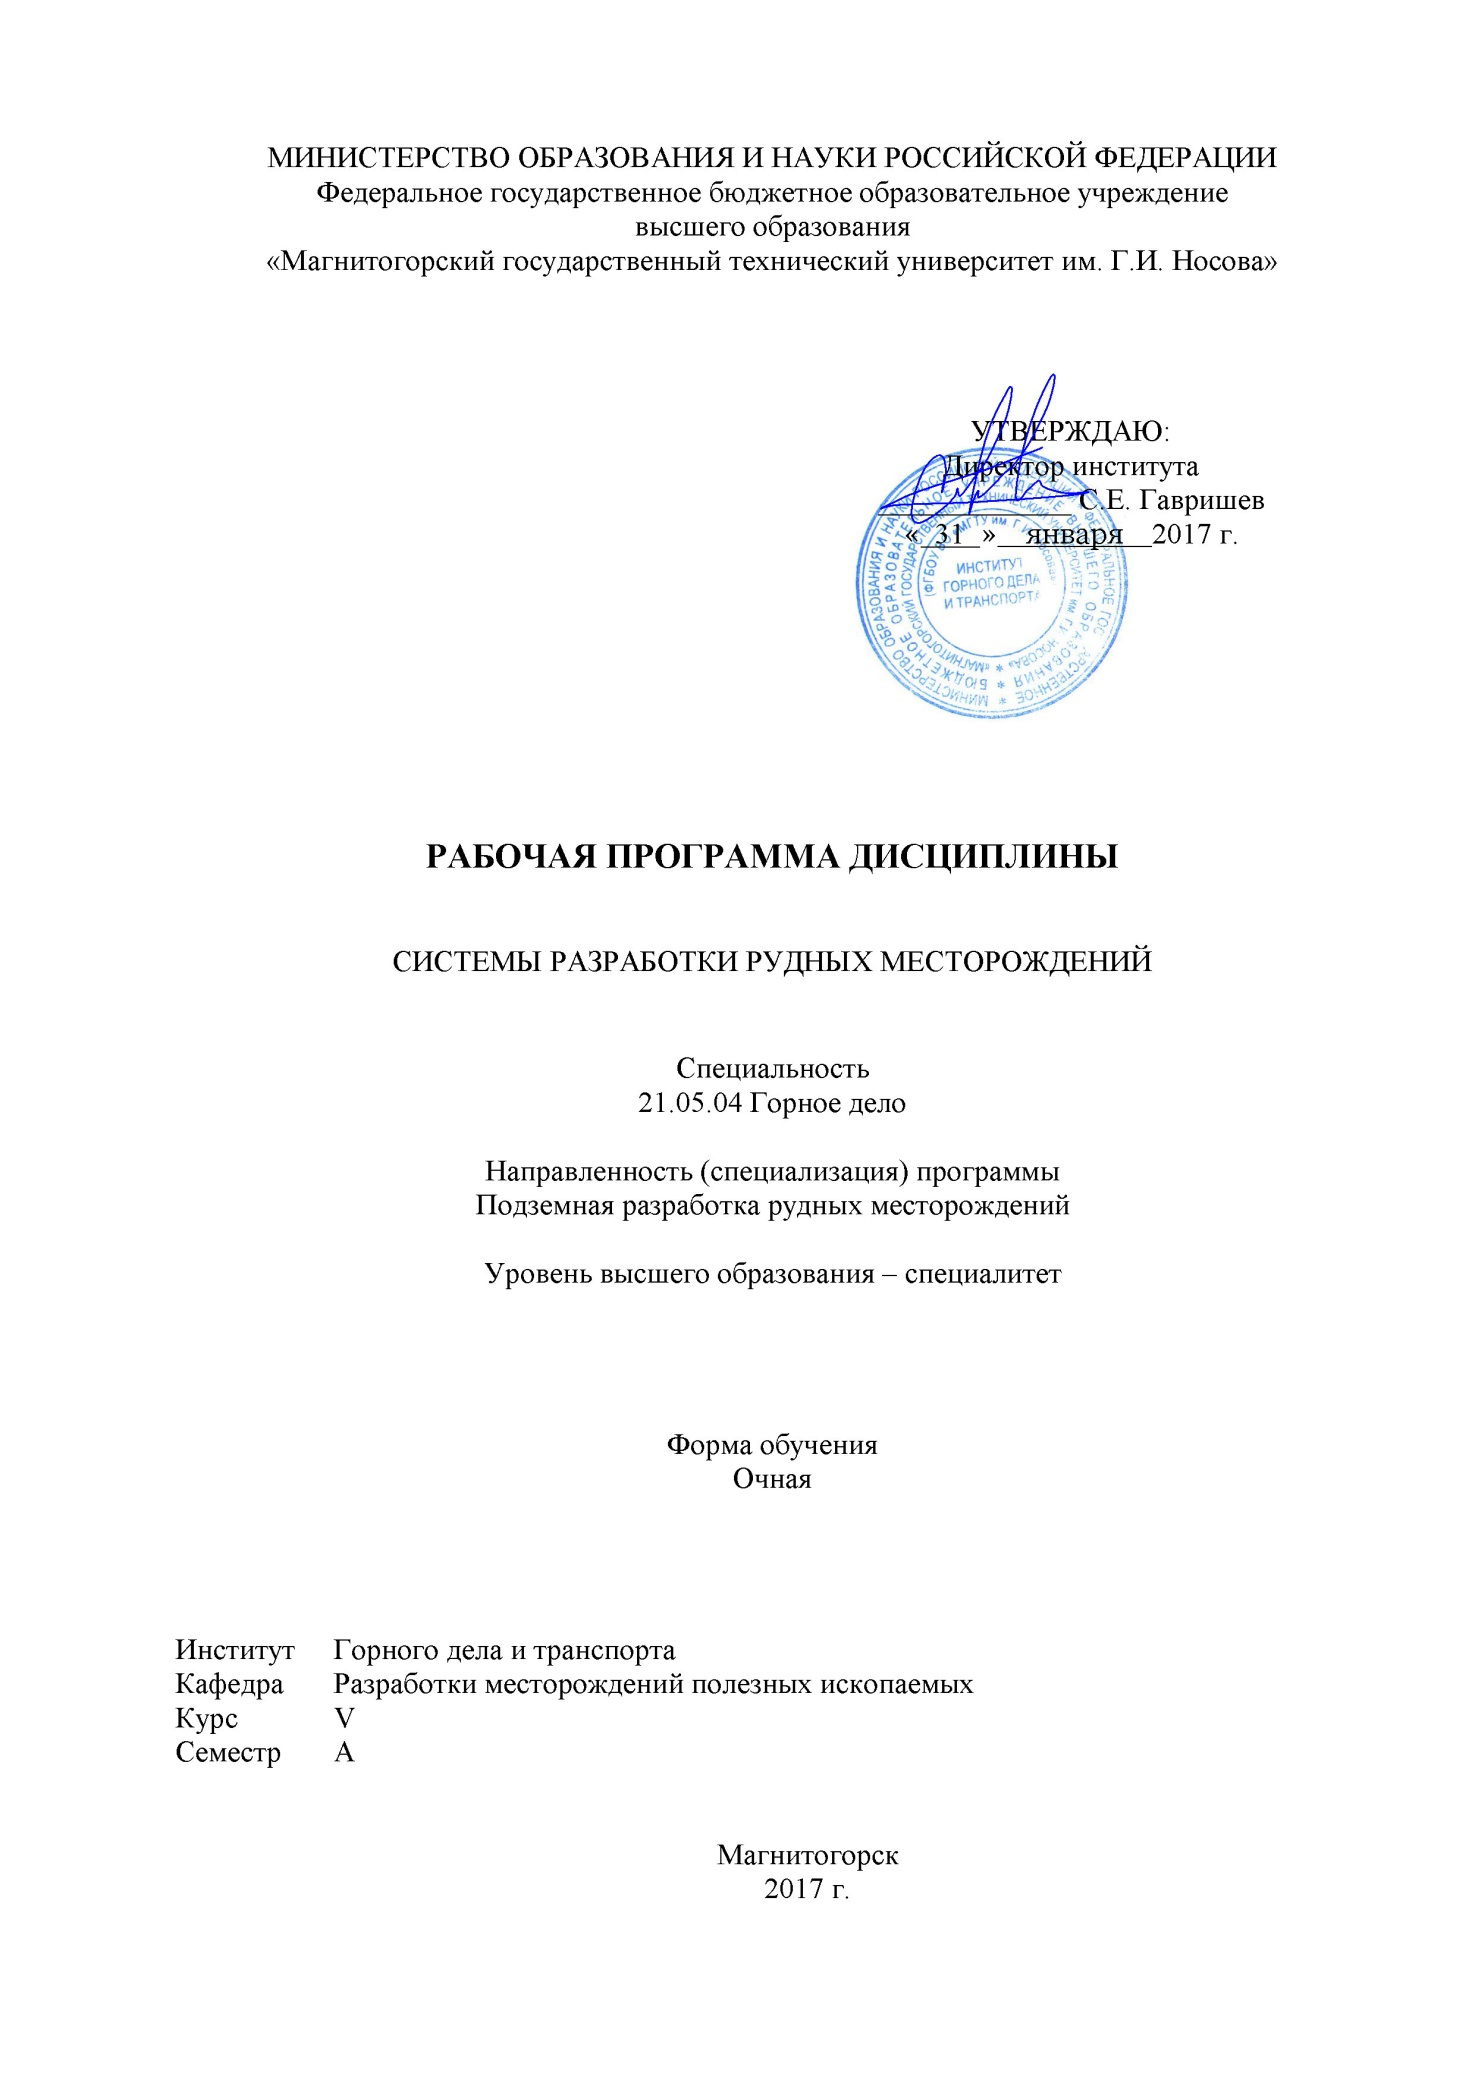 МИНИСТЕРСТВО ОБРАЗОВАНИЯ И НАУКИ РОССИЙСКОЙ ФЕДЕРАЦИИ
Федеральное государственное бюджетное образовательное учреждение
высшего образования
«Магнитогорский государственный технический университет им. Г.И. Носова»
УТВЕРЖДАЮ:
Директор института
С.Е. Гавришев
« 31 » января 2017 г.
ИНСТИТУТ
ГОРНОГО ДЕЛА
И ТРАНСПОРТА
РАБОЧАЯ ПРОГРАММА ДИСЦИПЛИНЫ
СИСТЕМЫ РАЗРАБОТКИ РУДНЫХ МЕСТОРОЖДЕНИЙ
Специальность
21.05.04 Горное дело
Направленность (специализация) программы
Подземная разработка рудных месторождений
Уровень высшего образования – специалитет
Форма обучения
Очная
Институт Горного дела и транспорта
Кафедра Разработки месторождений полезных ископаемых
Курс V
Семестр А
Магнитогорск
2017 г.